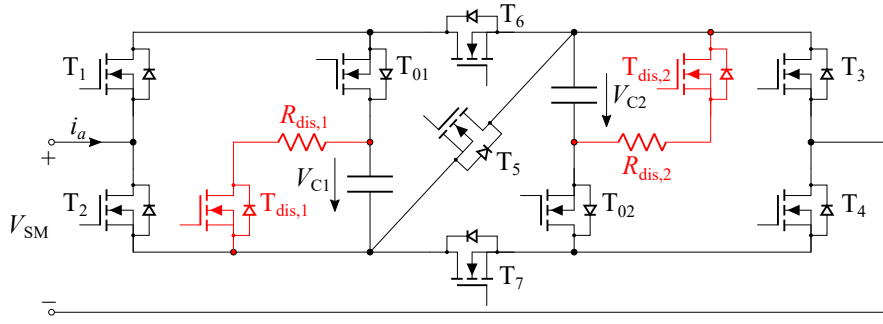 T6
T1
T01
Tdis,2
T3
VC2
ia
+
Rdis,1
T5
Rdis,2
VC1
T2
Tdis,1
T02
T4
VSM
T7
−